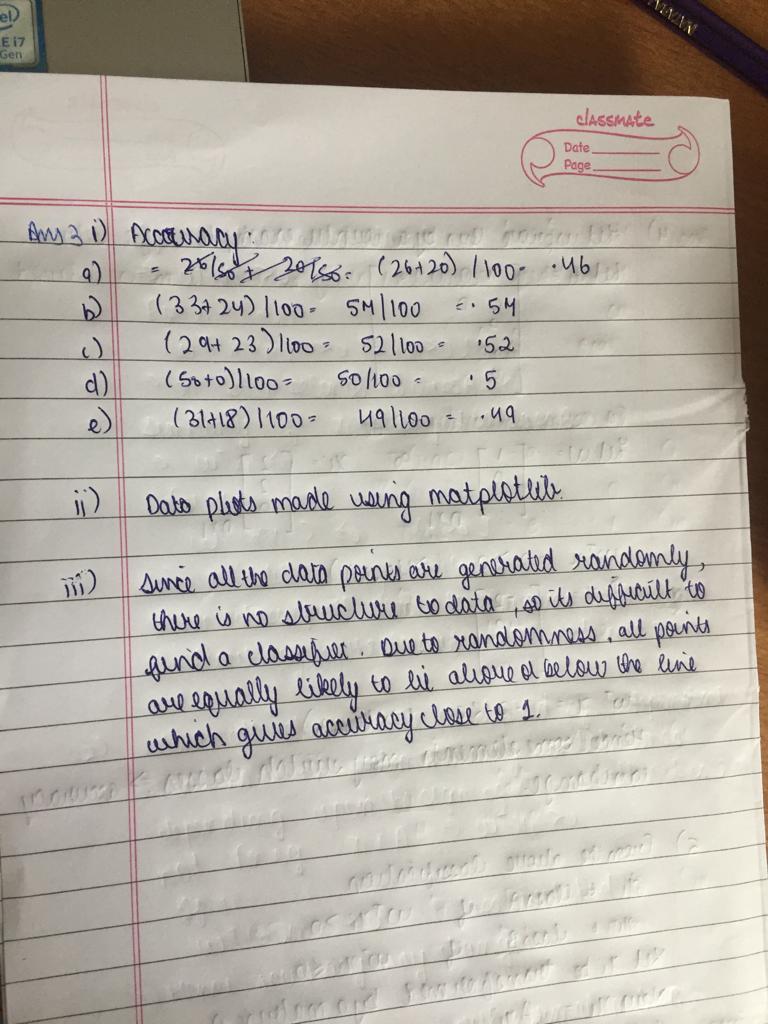 el
E i7
Gen
classmate
Date
Page
Ans 3 i) Accuracy:
a) = 26/50 + 20/50 = (26+20) /100 = .46
b) (33+24) /100 = 54/100 = .54
c) (29+23)/100 = 52/100 = .52
d) (50+0)/100 = 50/100 = .5
e) (31+18)/100 = 49/100 = .49
ii) Data plots made using matplotlib.
iii) Since all the data points are generated randomly,
there is no structure to data, so its difficult to
find a classifier. Due to randomness, all points
are equally likely to lie above or below the line
which gives accuracy close to 1.